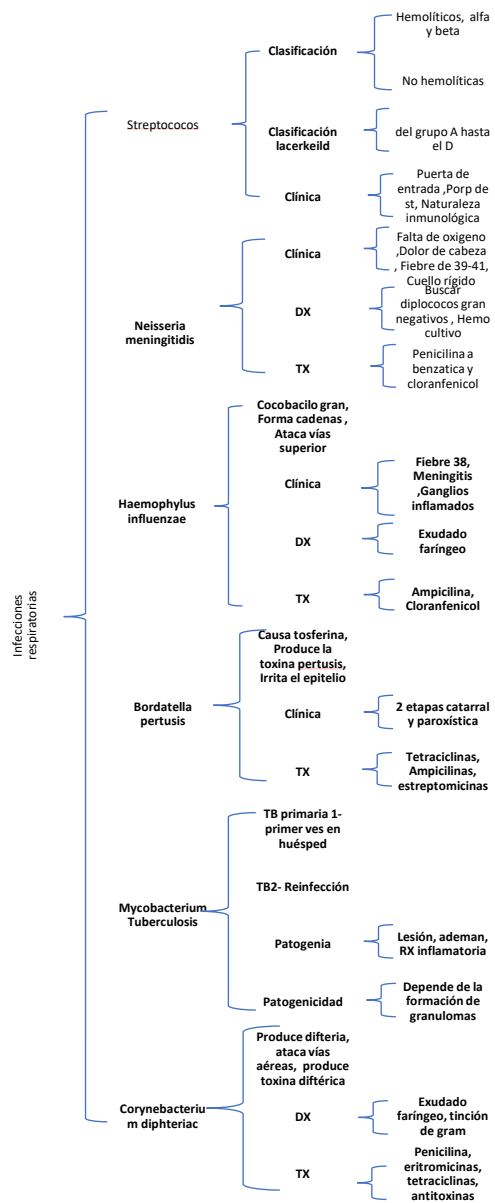 Infecciones
respiratorias
Streptococos
Clasificación
Hemolíticos, alfa
y beta
No hemolíticas
Clasificación
lacerkeild
del grupo A hasta
el D
Clínica
Puerta de
entrada ,Porp de
st, Naturaleza
inmunológica
Neisseria
meningitidis
Clínica
Falta de oxigeno
,Dolor de cabeza
, Fiebre de 39-41,
Cuello rígido
DX
Buscar
diplococos gran
negativos , Hemo
cultivo
TX
Penicilina a
benzatica y
cloranfenicol
Haemophylus
influenzae
Cocobacilo gran,
Forma cadenas ,
Ataca vías
superior
Clínica
Fiebre 38,
Meningitis
,Ganglios
inflamados
DX
Exudado
faríngeo
TX
Ampicilina,
Cloranfenicol
Bordatella
pertusis
Causa tosferina,
Produce la
toxina pertusis,
Irrita el epitelio
Clínica
2 etapas catarral
y paroxística
TX
Tetraciclinas,
Ampicilinas,
estreptomicinas
Mycobacterium
Tuberculosis
TB primaria 1-
primer ves en
huésped
TB2- Reinfección
Patogenia
Lesión, ademan,
RX inflamatoria
Patogenicidad
Depende de la
formación de
granulomas
Corynebacteriu
m diphteriac
Produce difteria,
ataca vías
aéreas, produce
toxina diftérica
DX
Exudado
faríngeo, tinción
de gram
TX
Penicilina,
eritromicinas,
tetraciclinas,
antitoxinas